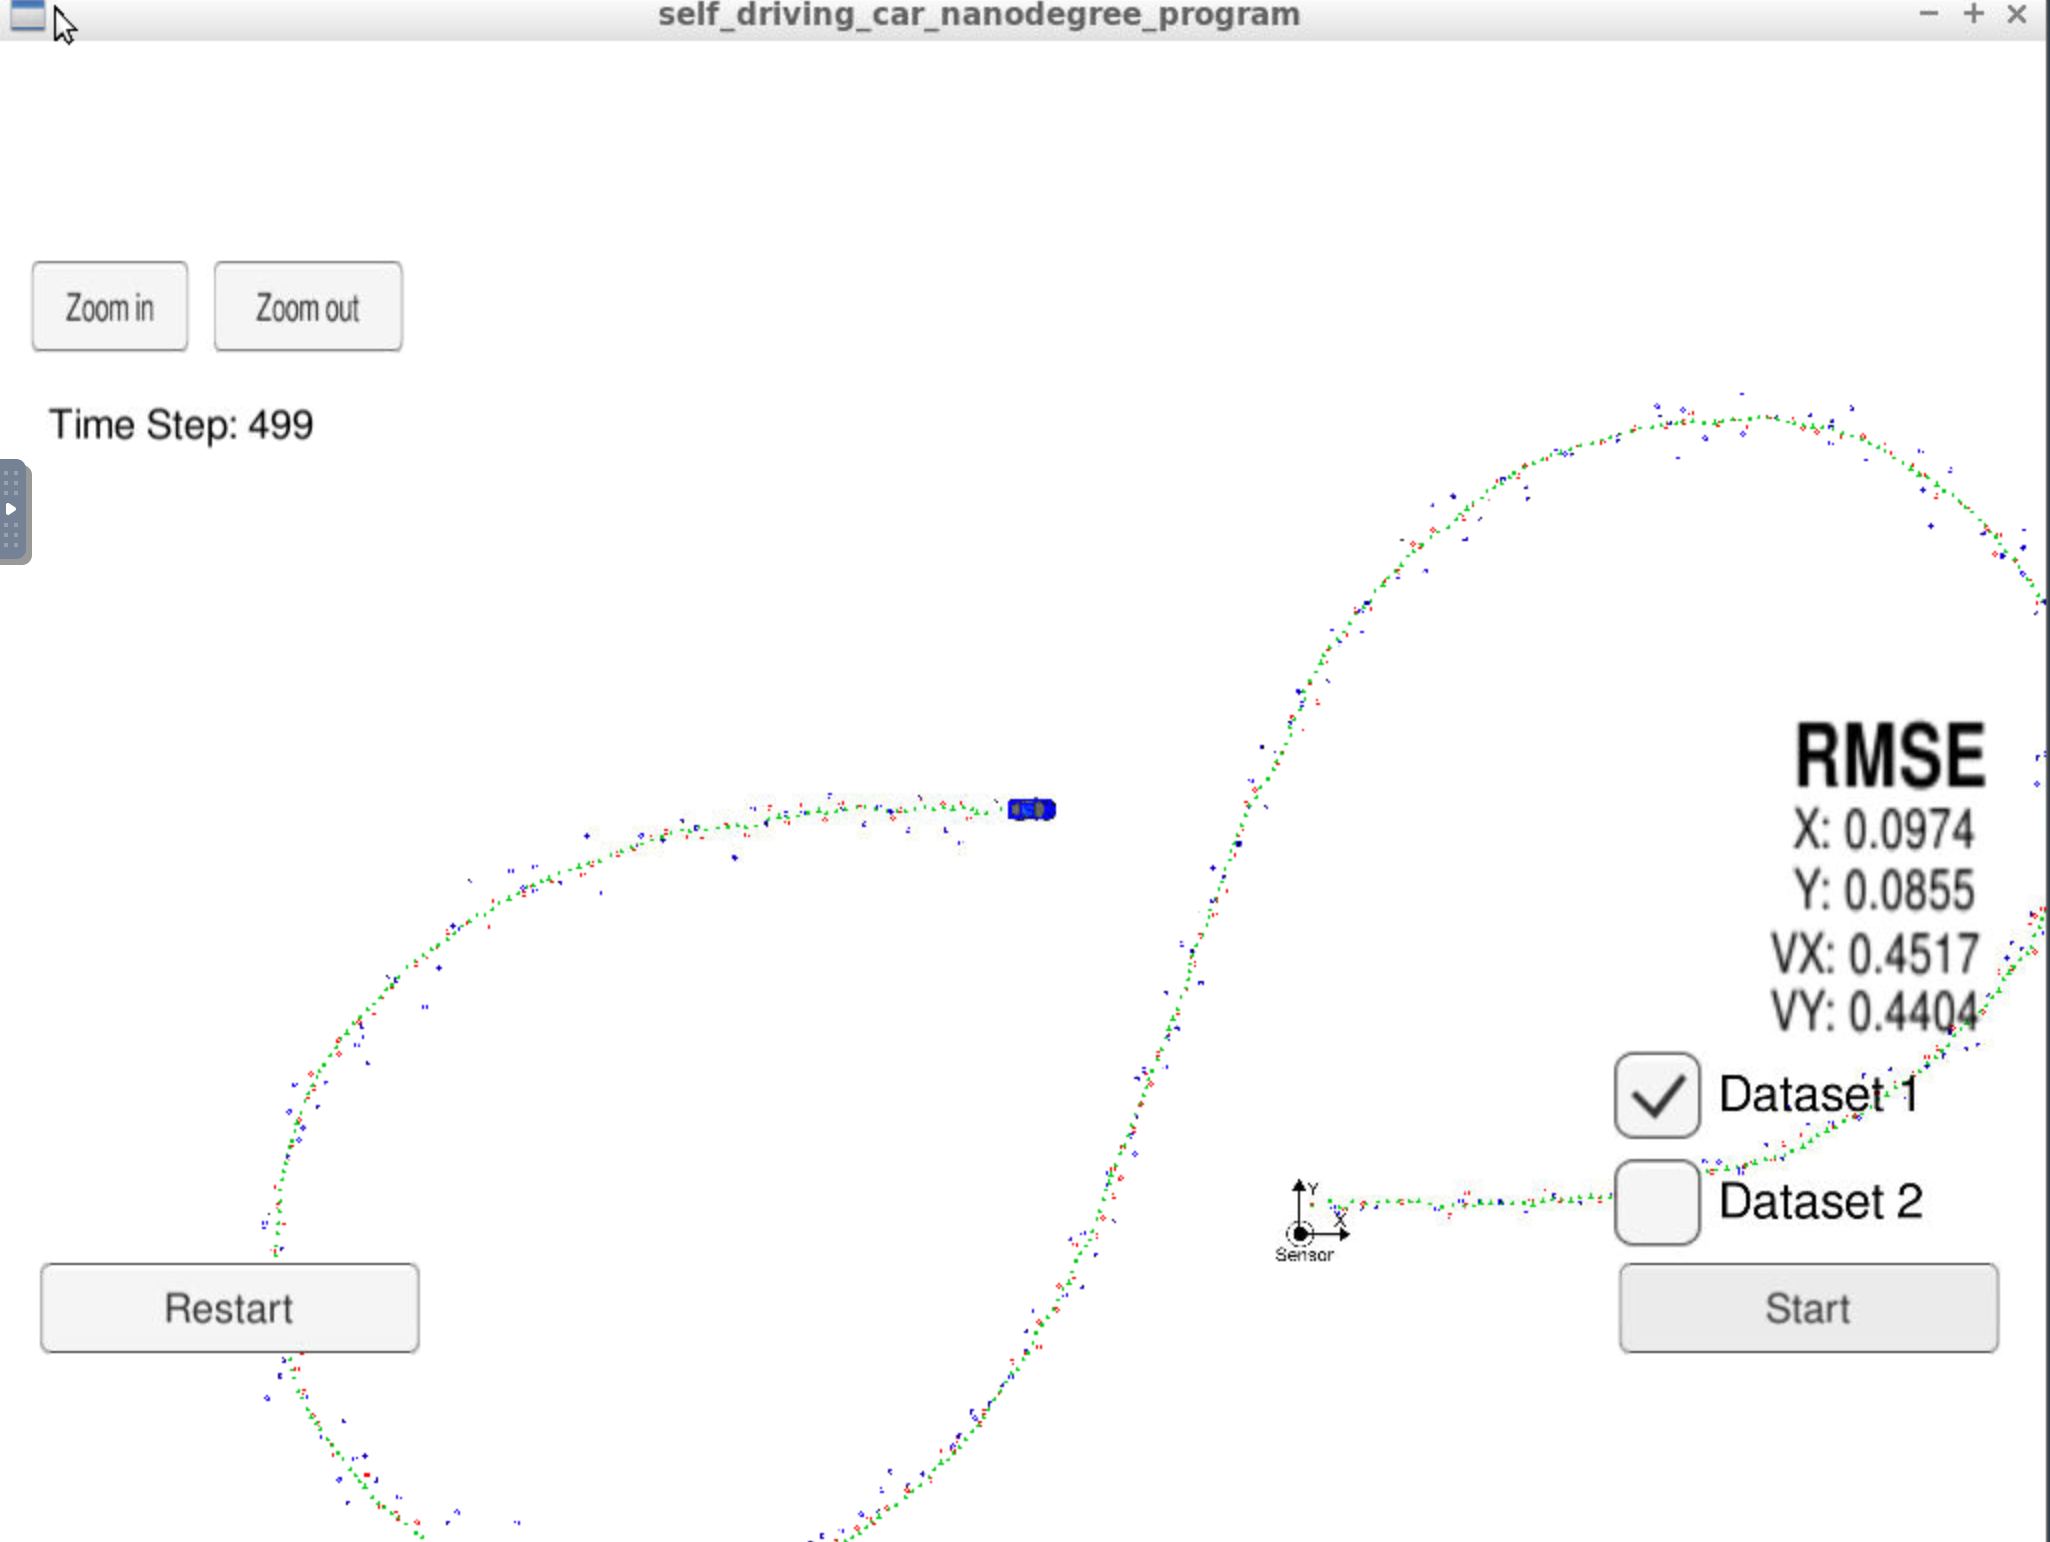 self_driving_car_nanodegree_program
Zoom in
Zoom out
Time Step: 499
RMSE
X: 0.0974
Y: 0.0855
VX: 0.4517
VY: 0.4404
Dataset 1
Y
X
Sensor
Dataset 2
Restart
Start